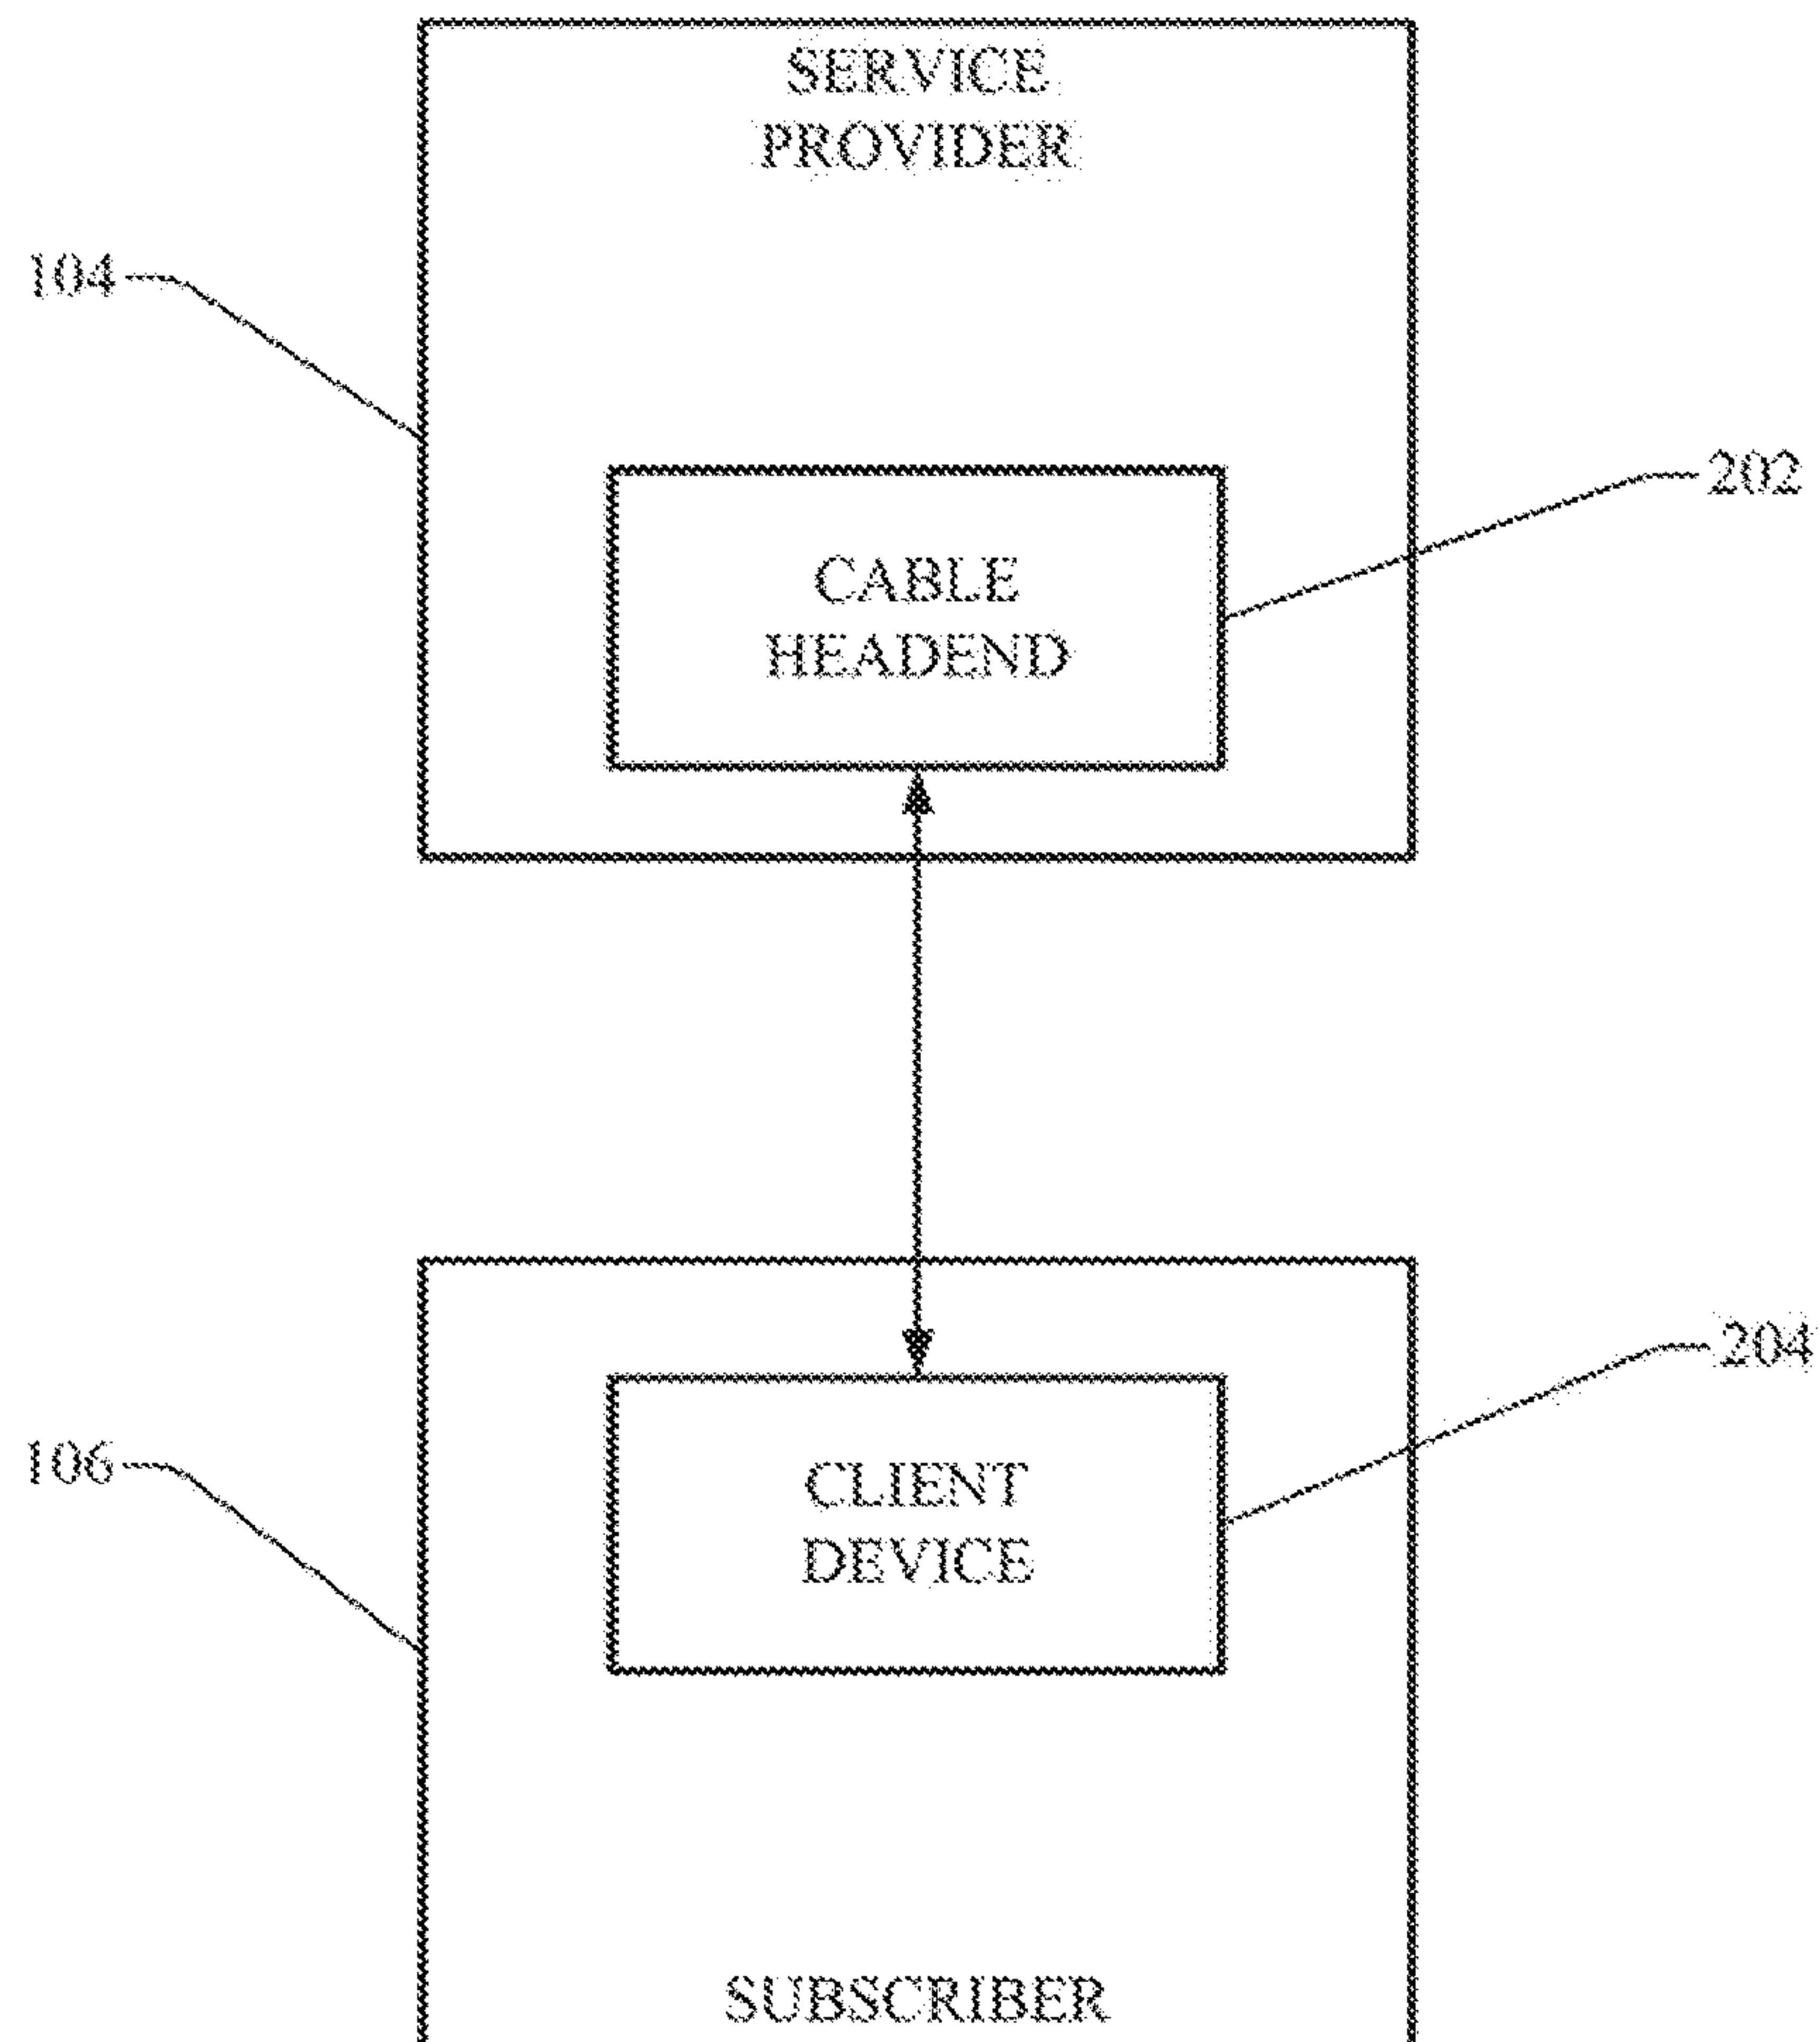 SERVICE
PROVIDER
104
202
CABLE
HEADEND
204
106
CLIENT
DEVICE
SUBSCRIBER